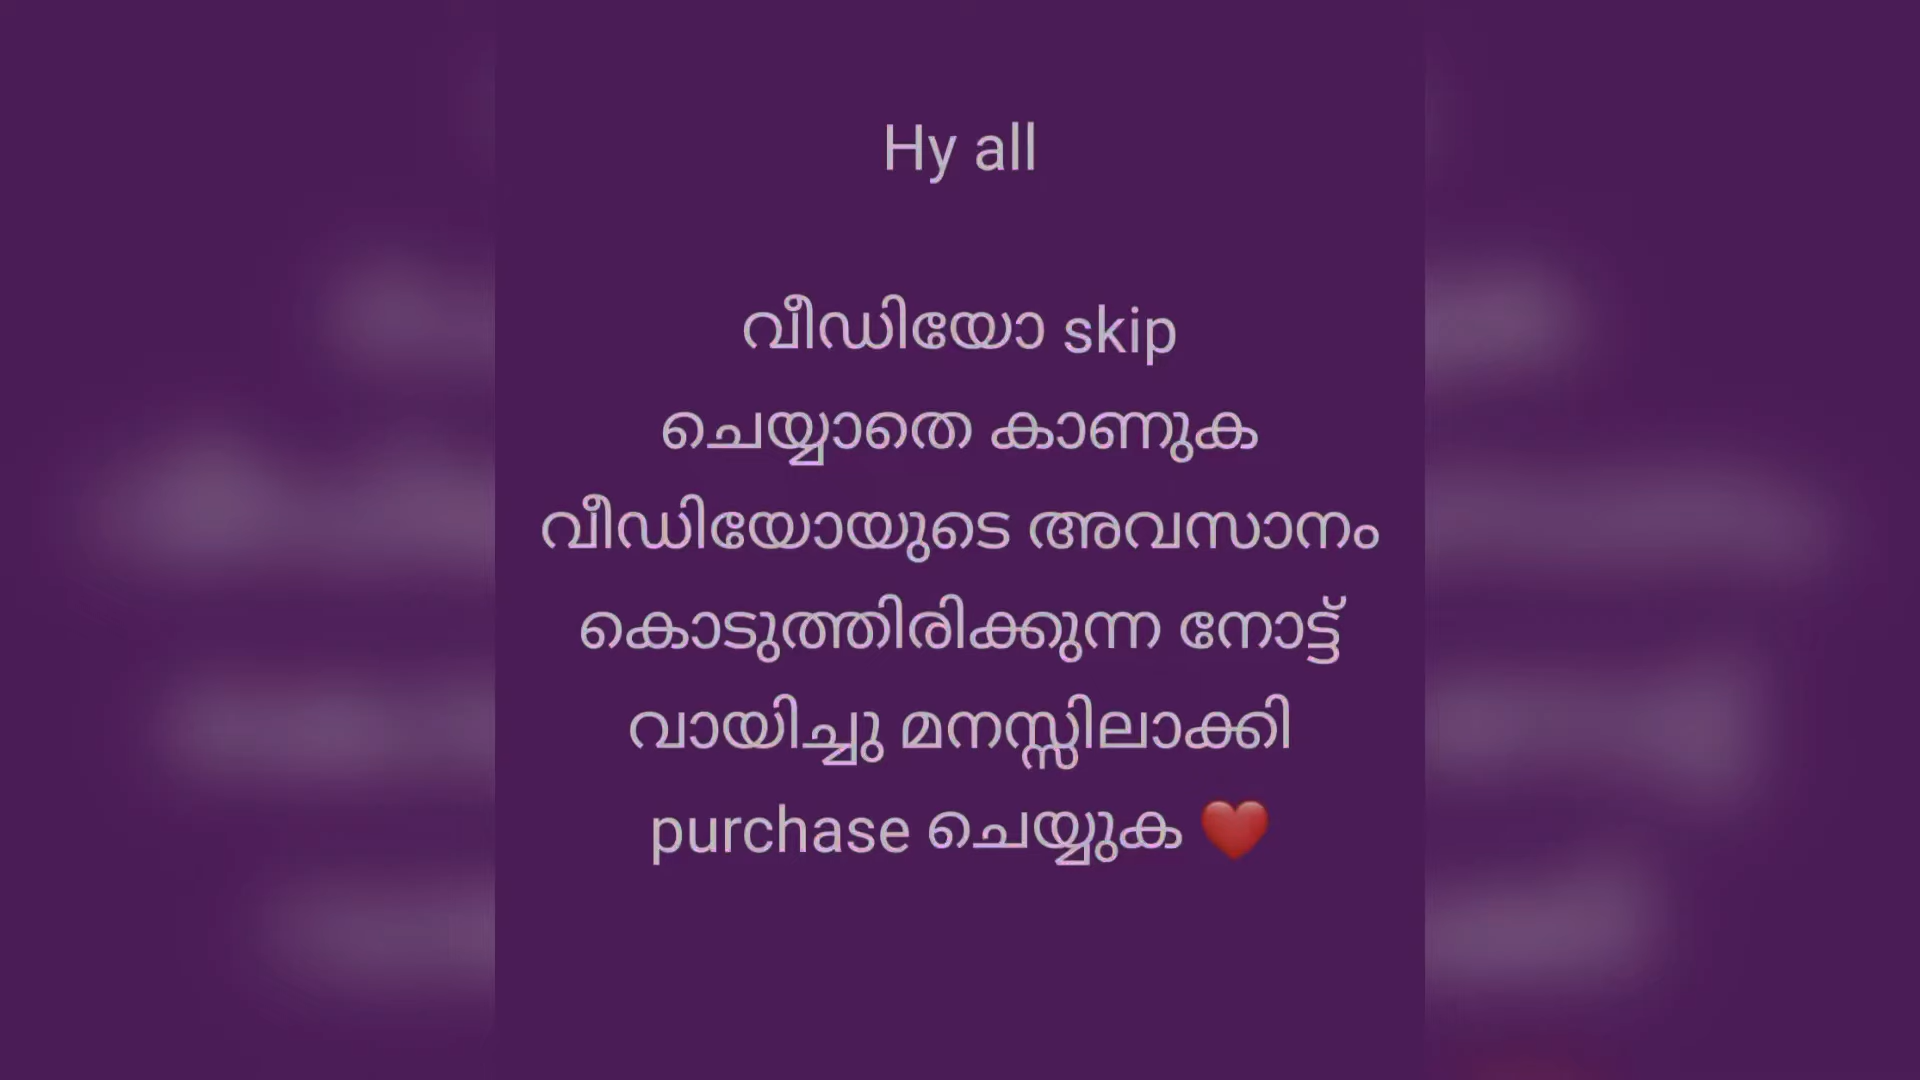 Hy all
വീഡിയോ skip
ചെയ്യാതെ കാണുക
വീഡിയോയുടെ അവസാനം
കൊടുത്തിരിക്കുന്ന നോട്ട്
വായിച്ചു മനസ്സിലാക്കി
purchase ചെയ്യുക ❤️